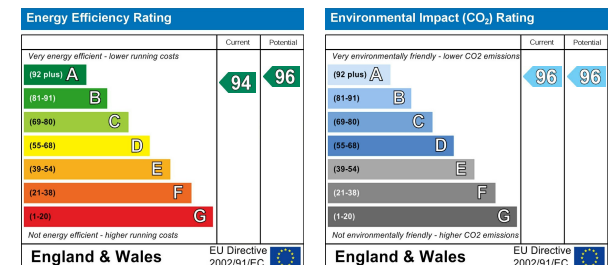 Energy Efficiency Rating
Current Potential
Very energy efficient - lower running costs
(92 plus) A
94 96
(81-91) B
(69-80) C
(55-68) D
(39-54) E
(21-38) F
(1-20) G
Not energy efficient - higher running costs
England & Wales
EU Directive
2002/91/EC
Environmental Impact (CO2) Rating
Current Potential
Very environmentally friendly - lower CO2 emissions
(92 plus) A
96 96
(81-91) B
(69-80) C
(55-68) D
(39-54) E
(21-38) F
(1-20) G
Not environmentally friendly - higher CO2 emissions
England & Wales
EU Directive
2002/91/EC